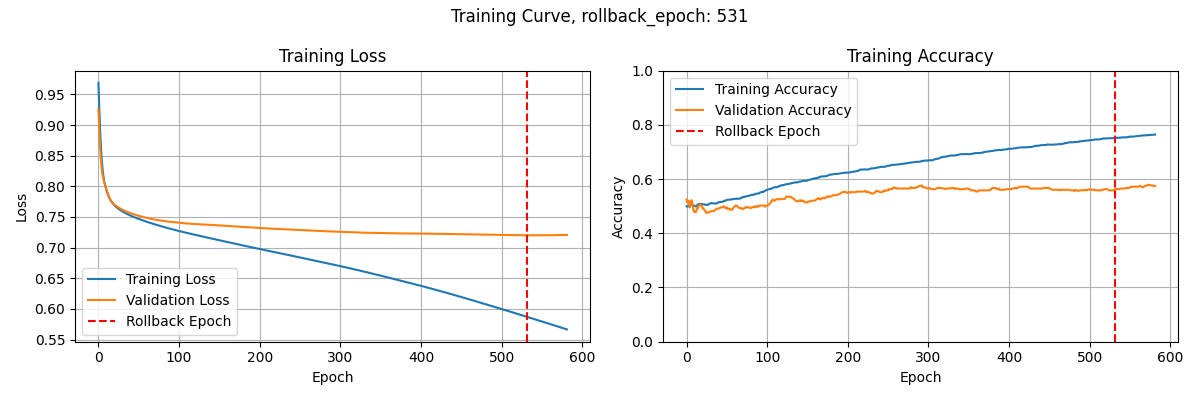 Training Curve, rollback_epoch: 531
Training Loss
Loss
0.95
0.90
0.85
0.80
0.75
0.70
0.65
0.60
0.55
Training Loss
Validation Loss
Rollback Epoch
0 100 200 300 400 500 600
Epoch
Training Accuracy
Accuracy
1.0
0.8
0.6
0.4
0.2
0.0
Training Accuracy
Validation Accuracy
Rollback Epoch
0 100 200 300 400 500 600
Epoch